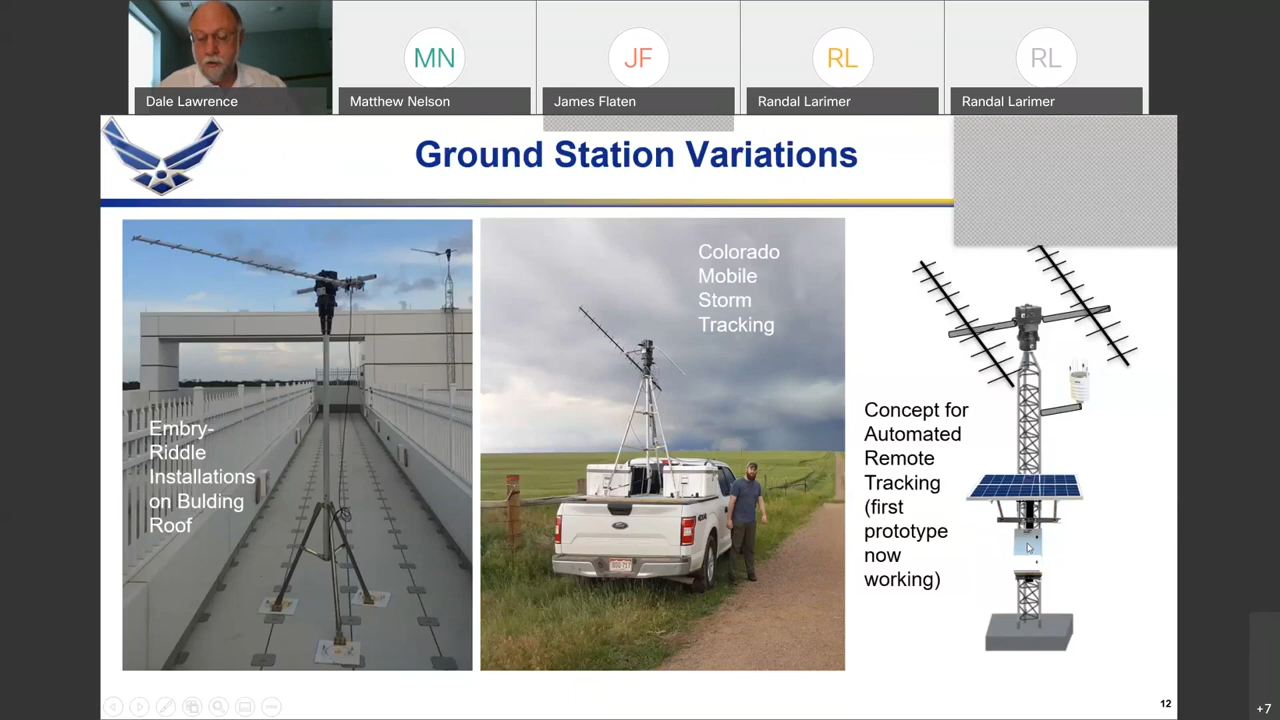 MN
JF
RL
RL
Dale Lawrence
Matthew Nelson
James Flaten
Randal Larimer
Randal Larimer
Ground Station Variations
Embry-
Riddle
Installations
on Bulding
Roof
Colorado
Mobile
Storm
Tracking
Concept for
Automated
Remote
Tracking
(first
prototype
now
working)
12
+7